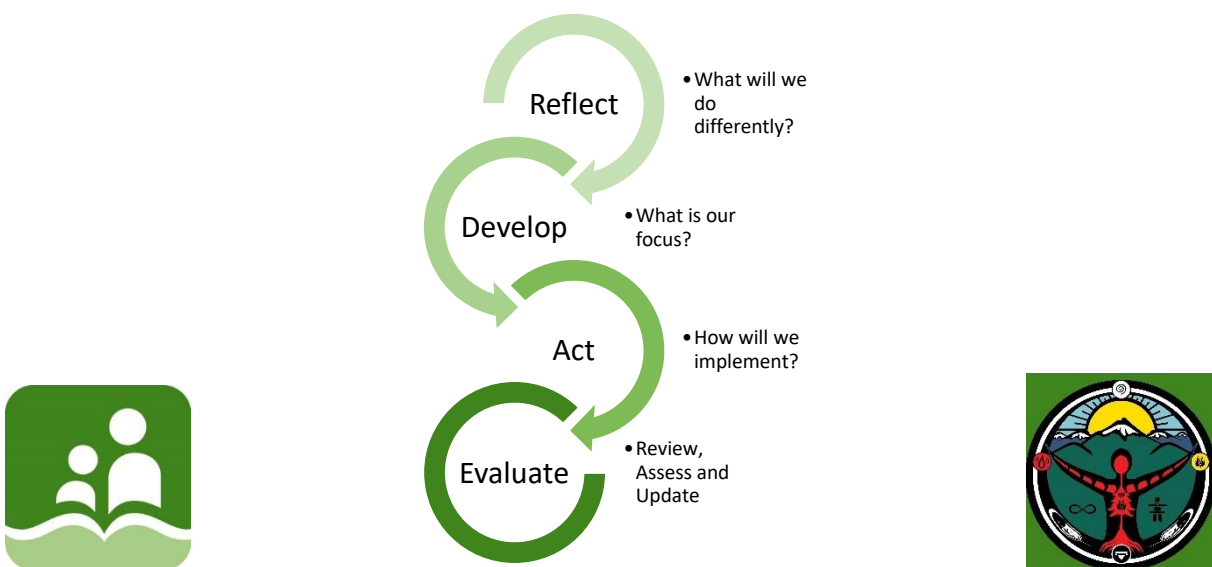 Reflect
•What will we
do
differently?
Develop
•What is our
focus?
Act
•How will we
implement?
Evaluate
•Review,
Assess and
Update